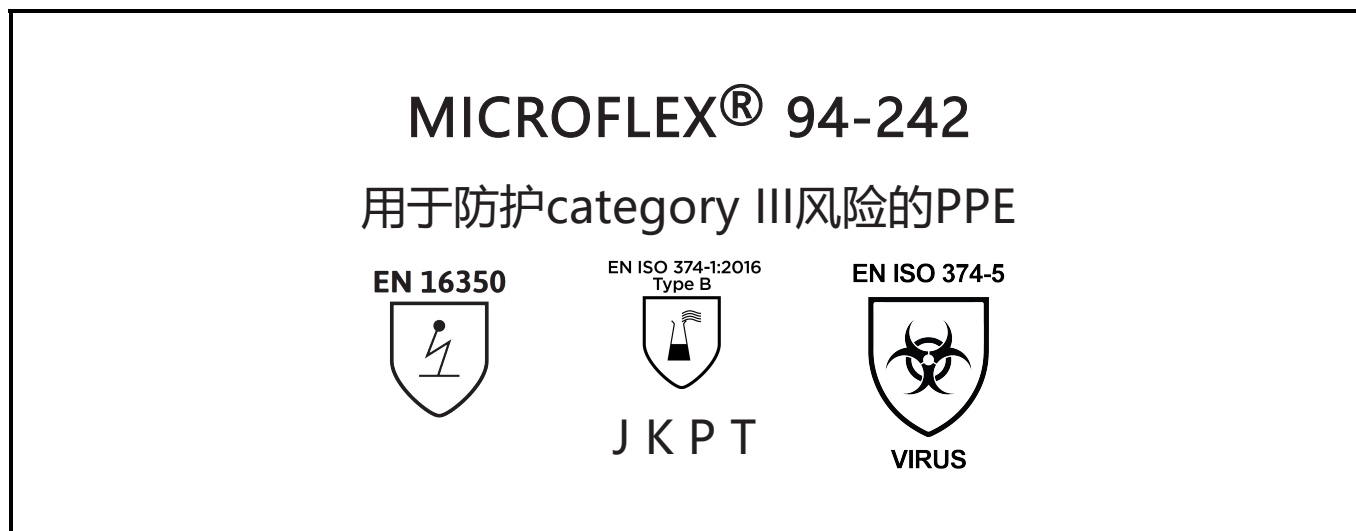 MICROFLEX® 94-242
用于防护category III风险的PPE
EN 16350
EN ISO 374-1:2016
Type B
J K P T
EN ISO 374-5
VIRUS